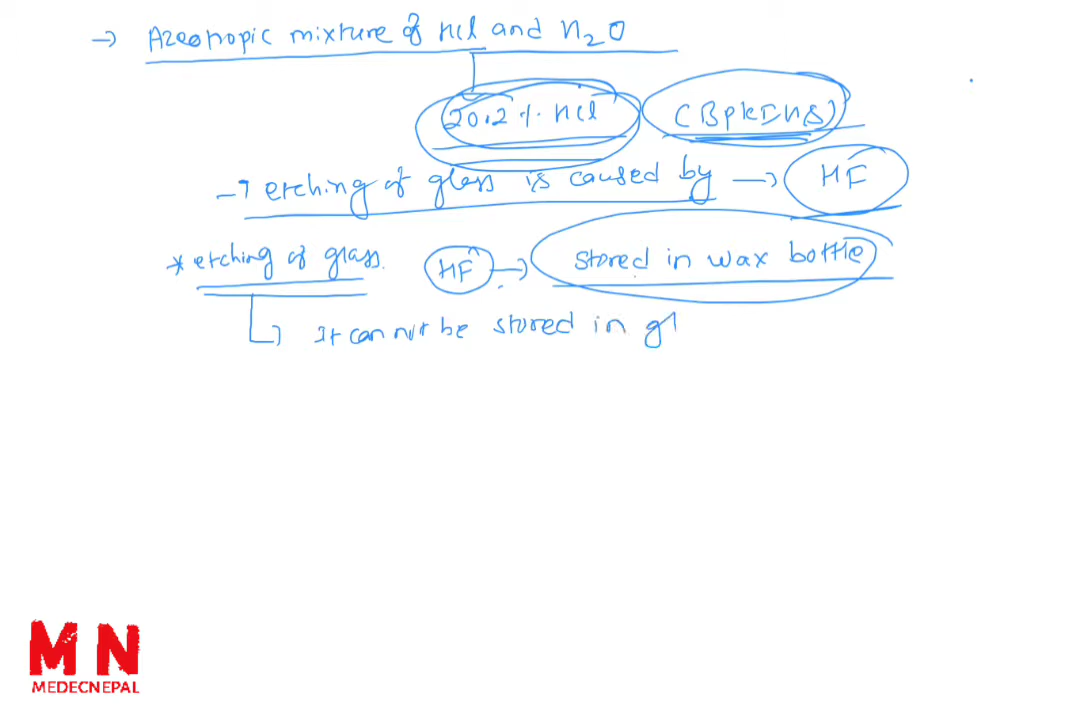 → Azeotropic mixture of HCl and H2O
20.2 % HCl (BPKIHS)
→ etching of glass is caused by → HF
* etching of glass. HF → stored in wax bottle
It can not be stored in gl
MN
MEDECNEPAL